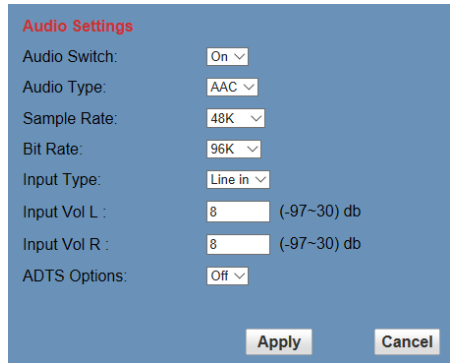 Audio Settings
Audio Switch: On
Audio Type: AAC
Sample Rate: 48K
Bit Rate: 96K
Input Type: Line in
Input Vol L : 8 (-97~30) db
Input Vol R : 8 (-97~30) db
ADTS Options: Off
Apply Cancel